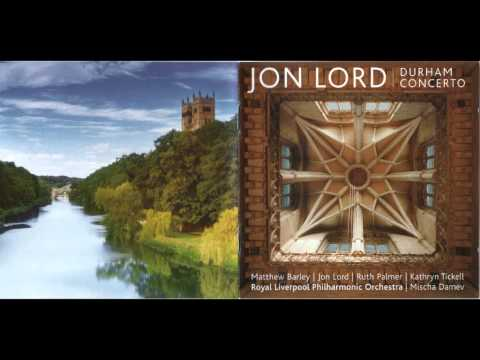 JON LORD | DURHAM
CONCERTO
Matthew Barley | Jon Lord | Ruth Palmer | Kathryn Tickell
Royal Liverpool Philharmonic Orchestra | Mischa Damev